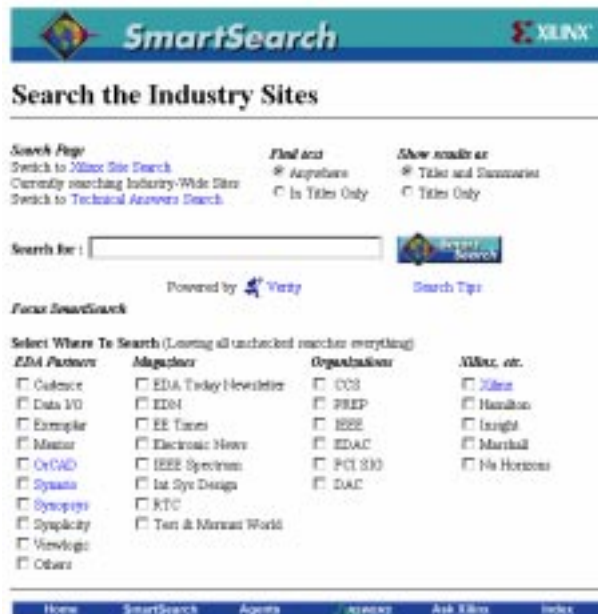 SmartSearch XILINX
Search the Industry Sites
Search Page
Switch to Xilinx Site Search
Currently searching Industry-Wide Sites
Switch to Technical Answers Search
Find text
Anywhere
In Titles Only
Show results as
Titles and Summaries
Titles Only
Search for :
Smart Search
Powered by Verity
Search Tips
Focus SmartSearch
Select Where To Search (Leaving all unchecked searches everything)
EDA Partners
Cadence
Data I/O
Exemplar
Mentor
OrCAD
Synario
Synopsys
Synplicity
Viewlogic
Others
Magazines
EDA Today Newsletter
EDN
EE Times
Electronic News
IEEE Spectrum
Int Sys Design
RTC
Test & Measmt World
Organizations
CCS
PREP
IEEE
EDAC
PCI SIG
DAC
Xilinx, etc.
Xilinx
Hamilton
Insight
Marshall
Nu Horizons
Home SmartSearch Agents Answers Ask Xilinx Index